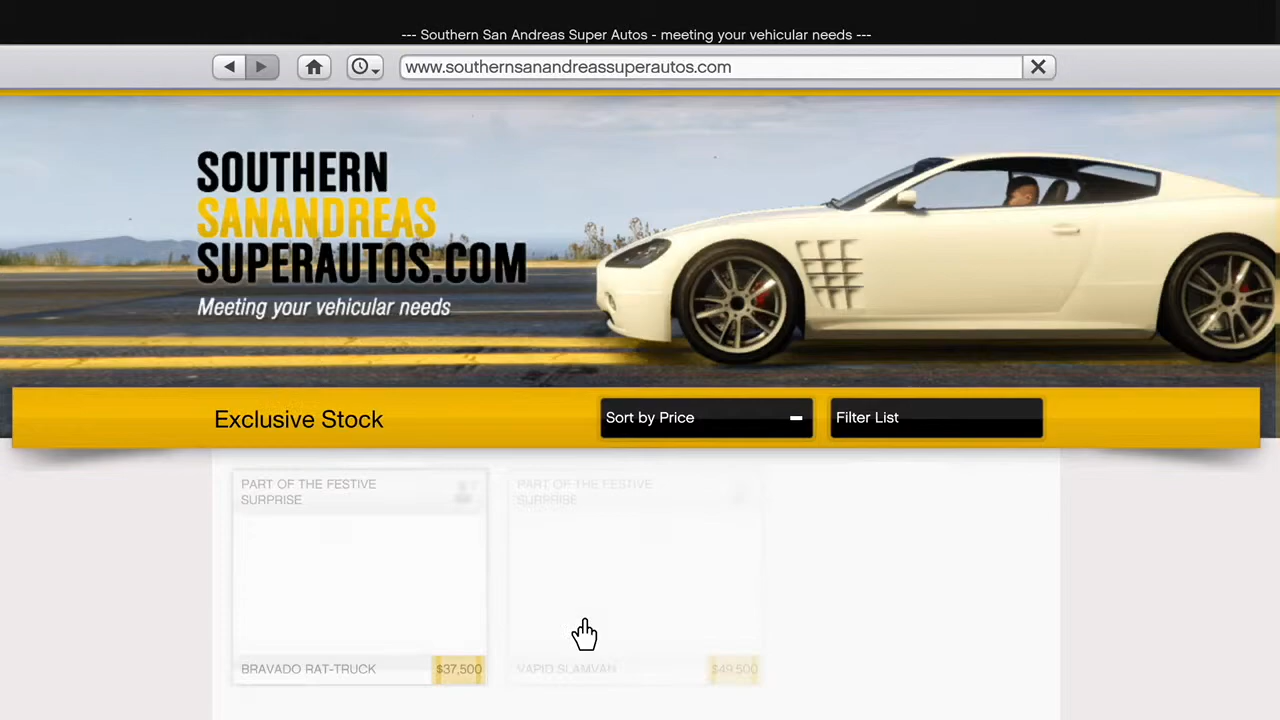 --- Southern San Andreas Super Autos - meeting your vehicular needs ---
www.southernsanandreassuperautos.com
SOUTHERN
SANANDREAS
SUPERAUTOS.COM
Meeting your vehicular needs
Exclusive Stock
Sort by Price
Filter List
PART OF THE FESTIVE
SURPRISE
BRAVADO RAT-TRUCK
$37,500
PART OF THE FESTIVE
SURPRISE
VAPID SLAMVAN
$49,500